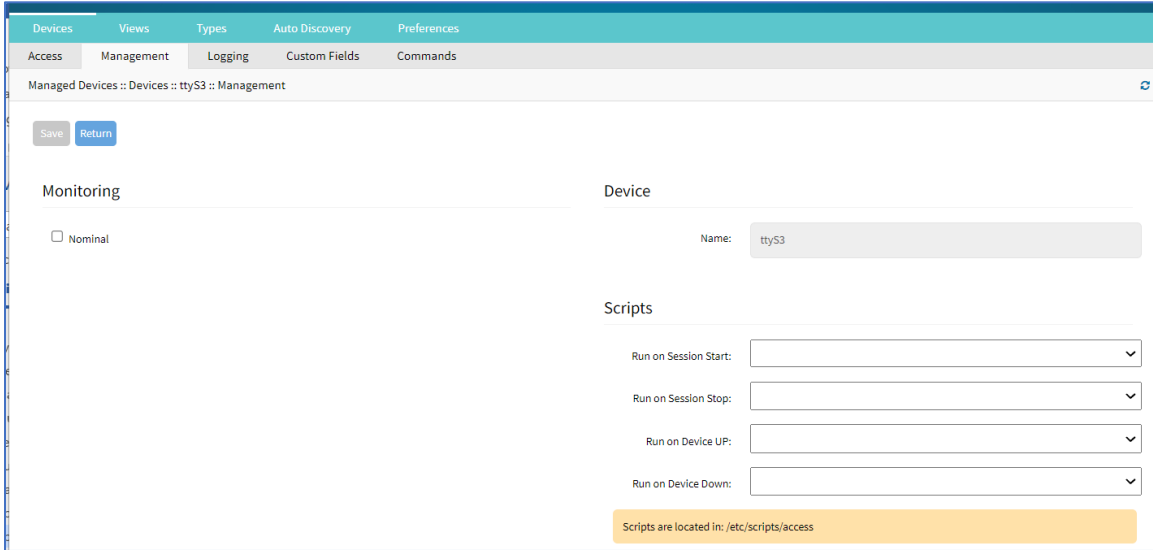 Devices Views Types Auto Discovery Preferences
Access Management Logging Custom Fields Commands
Managed Devices :: Devices :: ttyS3 :: Management
Save Return
Monitoring
Nominal
Device
Name: ttyS3
Scripts
Run on Session Start:
Run on Session Stop:
Run on Device UP:
Run on Device Down:
Scripts are located in: /etc/scripts/access